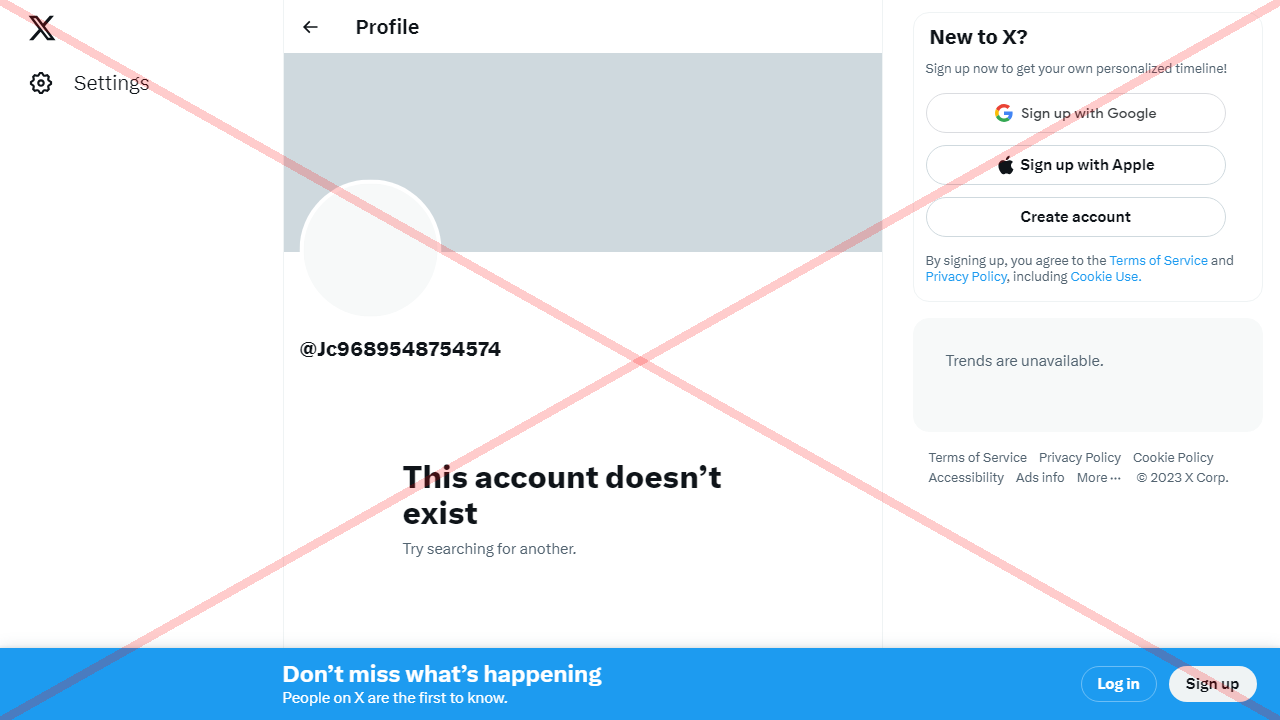 Settings
Profile
@Jc9689548754574
This account doesn’t
exist
Try searching for another.
New to X?
Sign up now to get your own personalized timeline!
Sign up with Google
Sign up with Apple
Create account
By signing up, you agree to the Terms of Service and
Privacy Policy, including Cookie Use.
Trends are unavailable.
Terms of Service Privacy Policy Cookie Policy
Accessibility Ads info More ··· © 2023 X Corp.
Don’t miss what’s happening
People on X are the first to know.
Log in
Sign up